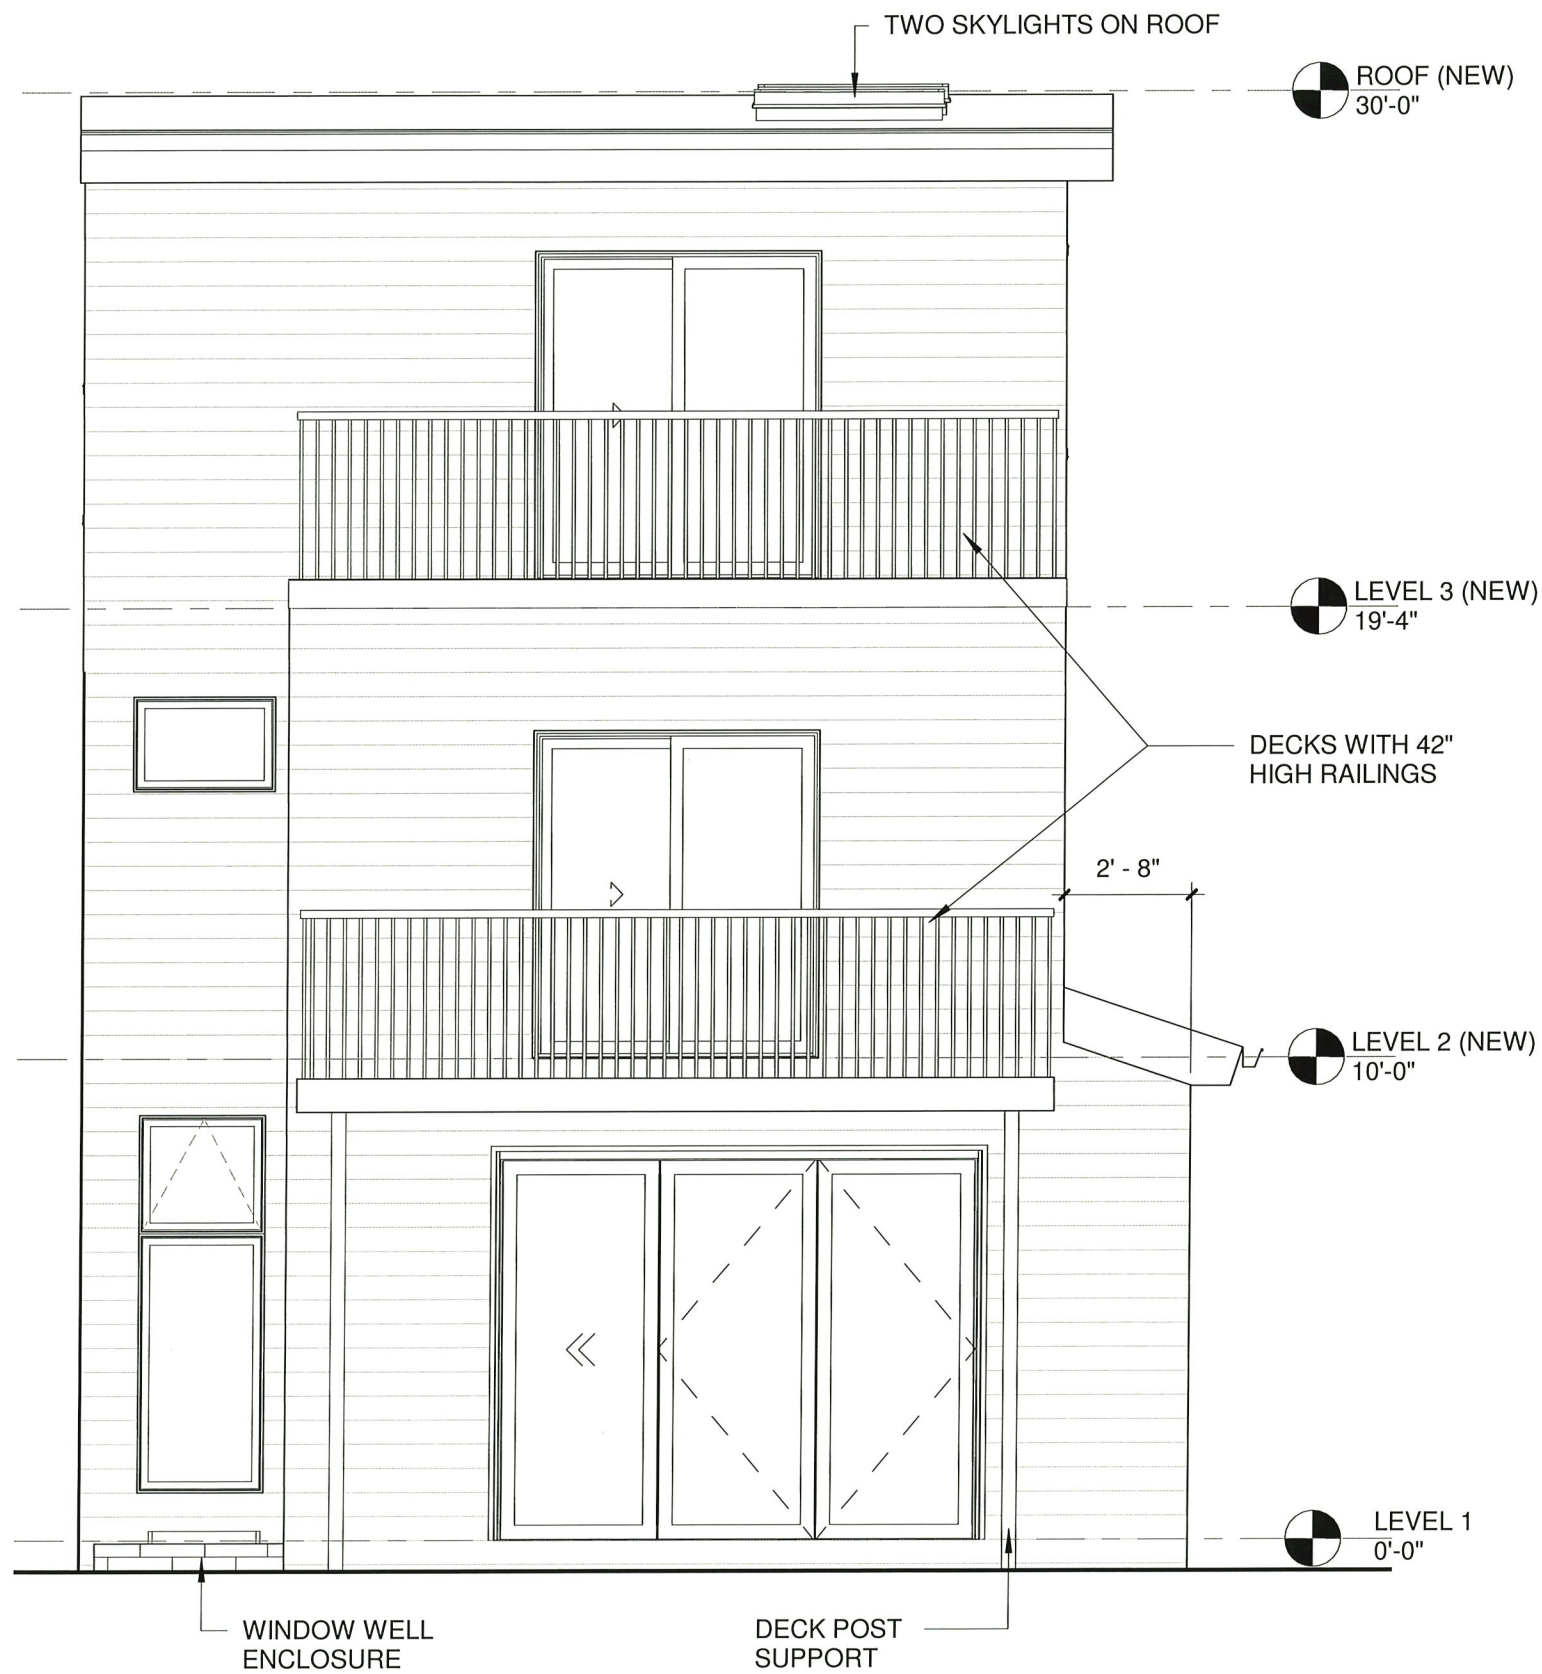 TWO SKYLIGHTS ON ROOF
ROOF (NEW)
30'-0"
LEVEL 3 (NEW)
19'-4"
DECKS WITH 42"
HIGH RAILINGS
2' - 8"
LEVEL 2 (NEW)
10'-0"
LEVEL 1
0'-0"
WINDOW WELL
ENCLOSURE
DECK POST
SUPPORT